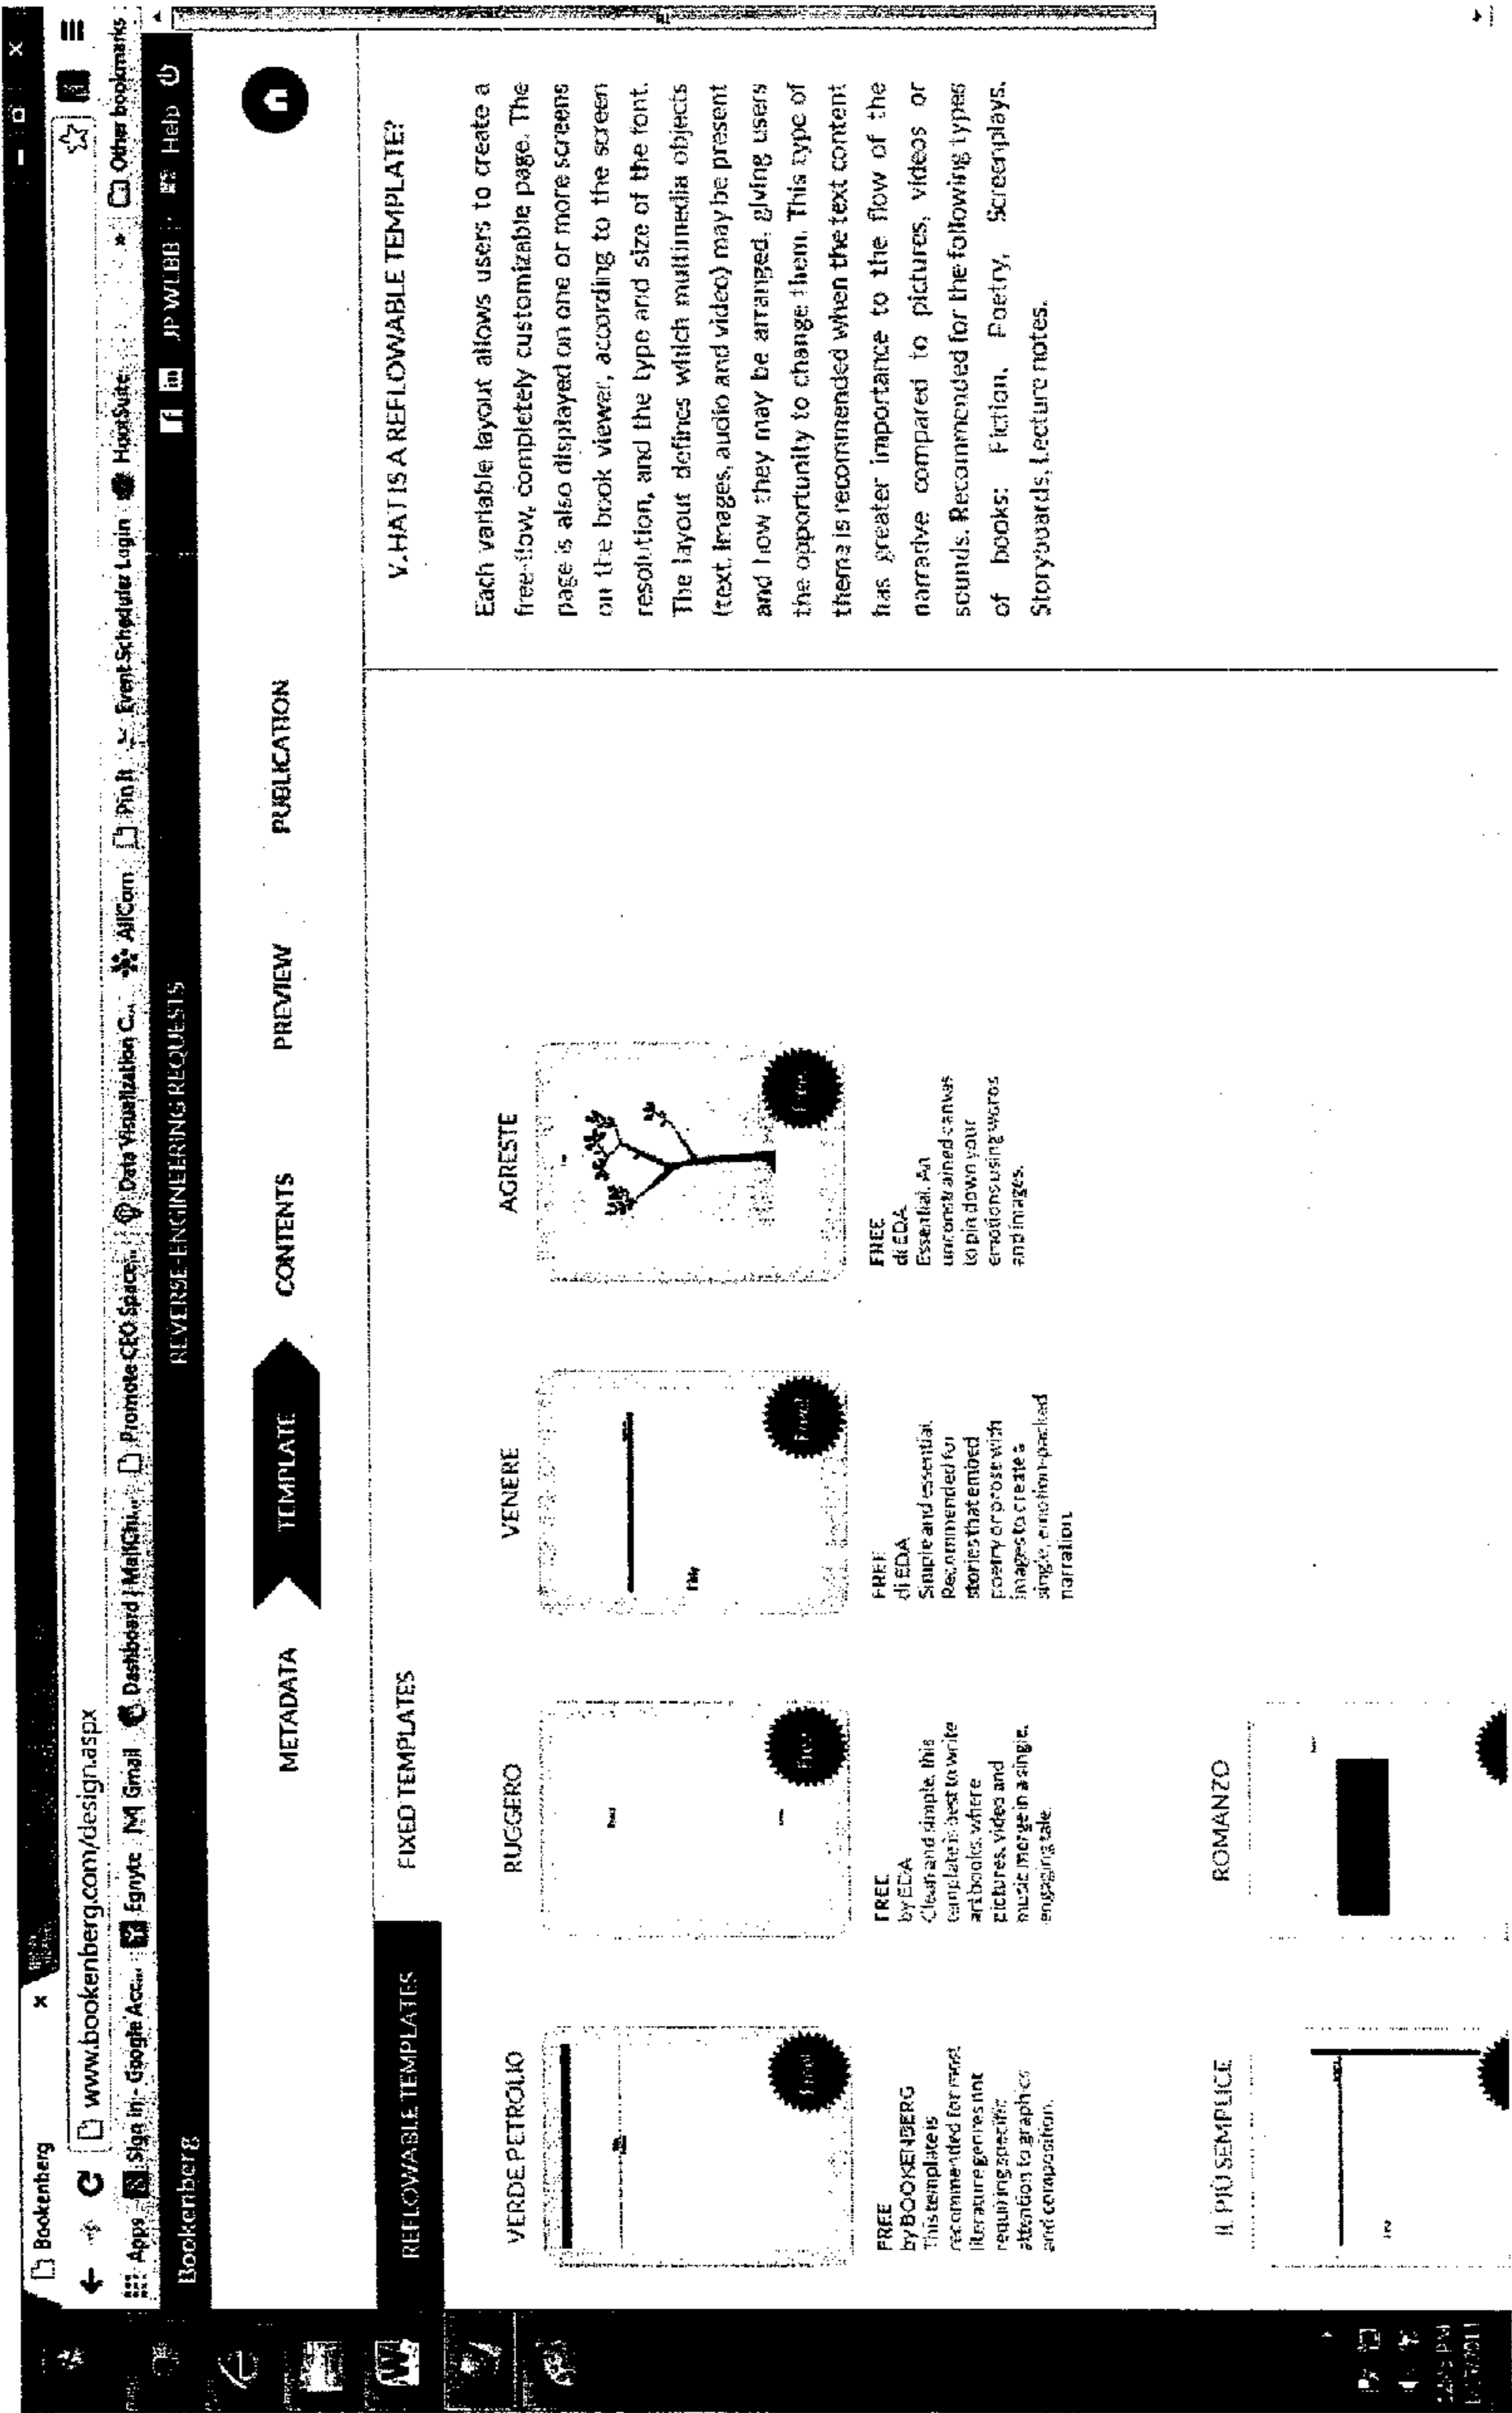 Bookenberg
www.bookenberg.com/design.aspx
Apps
Sign in - Google Acc...
Egnyte
Gmail
Dashboard | MailChi...
Promote CEO Space...
Data Visualization C...
AllCom
Pin It
Event Scheduler Login
HootSuite
»
Other bookmarks
Bookenberg
REVERSE-ENGINEERING REQUESTS
JP WEBB
Help
METADATA
TEMPLATE
CONTENTS
PREVIEW
PUBLICATION
REFLOWABLE TEMPLATES
FIXED TEMPLATES
VERDE PETROLIO
FREE
by BOOKENBERG
This template is
recommended for most
literature genres not
requiring specific
attention to graphics
and composition.
RUGGERO
FREE
by EDA
Clean and simple, this
template is best to write
art books, where
pictures, video and
music merge in a single,
engaging tale.
VENERE
FREE
di EDA
Simple and essential.
Recommended for
stories that embed
poetry or prose with
images to create a
single, emotion-packed
narration.
AGRESTE
FREE
di EDA
Essential. An
unconstrained canvas
to pin down your
emotions using words
and images.
IL PIÙ SEMPLICE
ROMANZO
WHAT IS A REFLOWABLE TEMPLATE?
Each variable layout allows users to create a
free-flow, completely customizable page. The
page is also displayed on one or more screens
on the book viewer, according to the screen
resolution, and the type and size of the font.
The layout defines which multimedia objects
(text, images, audio and video) may be present
and how they may be arranged, giving users
the opportunity to change them. This type of
theme is recommended when the text content
has greater importance to the flow of the
narrative compared to pictures, videos or
sounds. Recommended for the following types
of books: Fiction, Poetry, Screenplays,
Storyboards, Lecture notes.